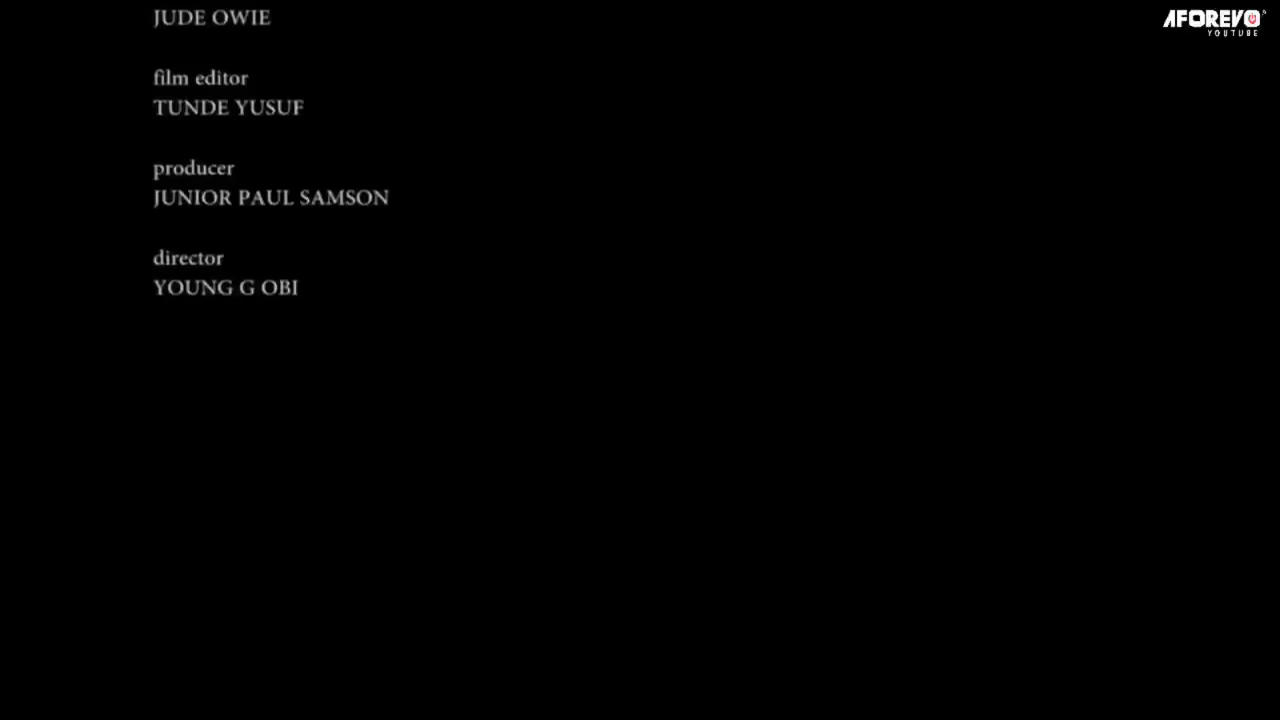 JUDE OWIE
AFOREVO
YOUTUBE
film editor
TUNDE YUSUF
producer
JUNIOR PAUL SAMSON
director
YOUNG G OBI